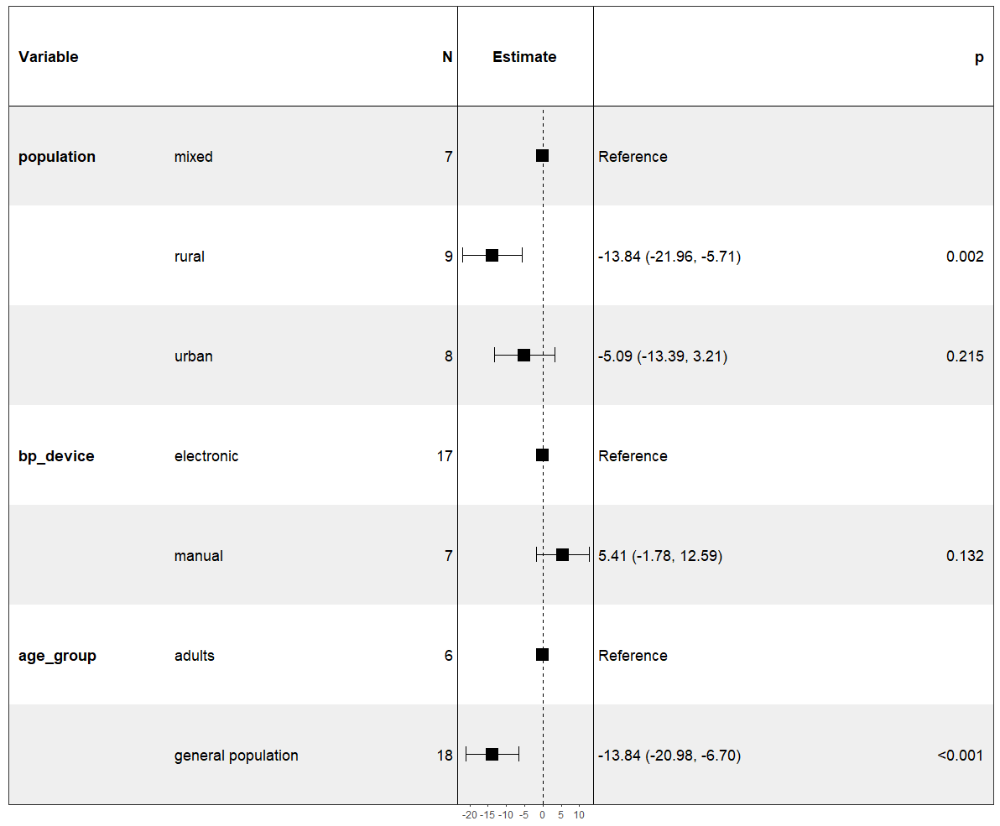 Variable N Estimate p
population mixed 7 Reference
rural 9 -13.84 (-21.96, -5.71) 0.002
urban 8 -5.09 (-13.39, 3.21) 0.215
bp_device electronic 17 Reference
manual 7 5.41 (-1.78, 12.59) 0.132
age_group adults 6 Reference
general population 18 -13.84 (-20.98, -6.70) <0.001
-20 -15 -10 -5 0 5 10